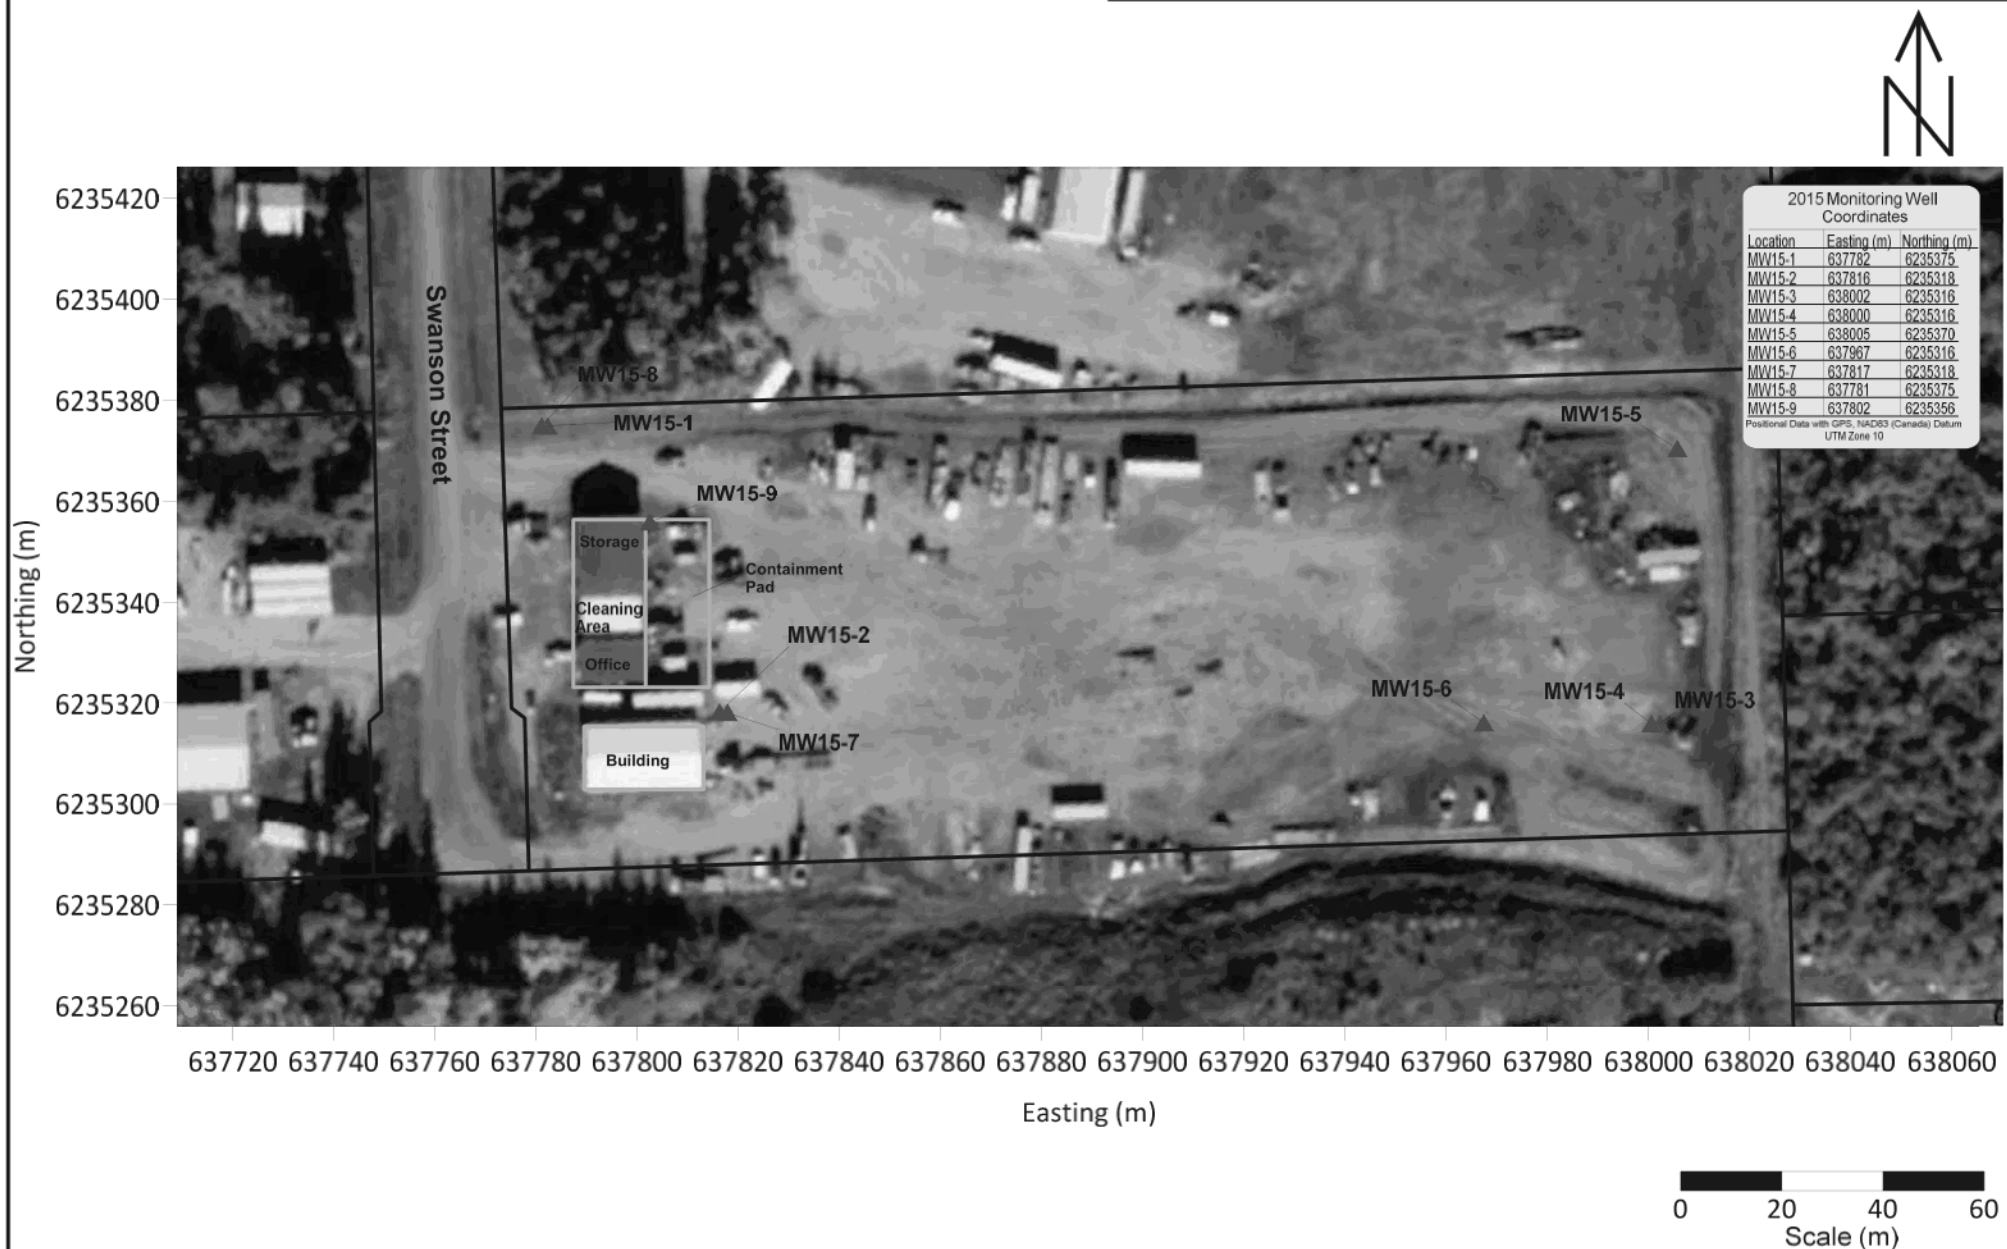 N
2015 Monitoring Well
Coordinates
Location Easting (m) Northing (m)
MW15-1 637782 6235375
MW15-2 637816 6235318
MW15-3 638002 6235316
MW15-4 638000 6235316
MW15-5 638005 6235370
MW15-6 637967 6235316
MW15-7 637817 6235318
MW15-8 637781 6235375
MW15-9 637802 6235356
Positional Data with GPS, NAD83 (Canada) Datum
UTM Zone 10
6235420
6235400
6235380
6235360
6235340
6235320
6235300
6235280
6235260
Northing (m)
Swanson Street
MW15-8
MW15-1
MW15-5
MW15-9
Storage
Containment
Pad
Cleaning
Area
MW15-2
Office
MW15-6
MW15-4
MW15-3
MW15-7
Building
637720 637740 637760 637780 637800 637820 637840 637860 637880 637900 637920 637940 637960 637980 638000 638020 638040 638060
Easting (m)
0 20 40 60
Scale (m)